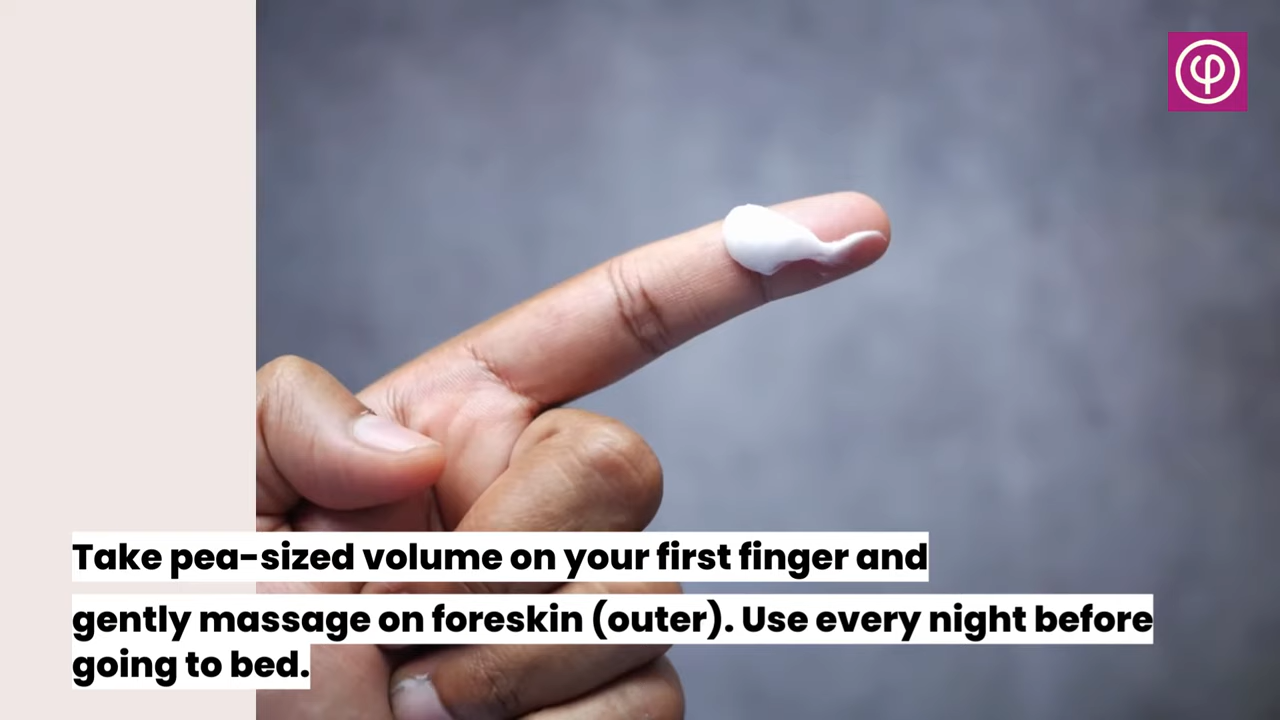 Take pea-sized volume on your first finger and
gently massage on foreskin (outer). Use every night before
going to bed.